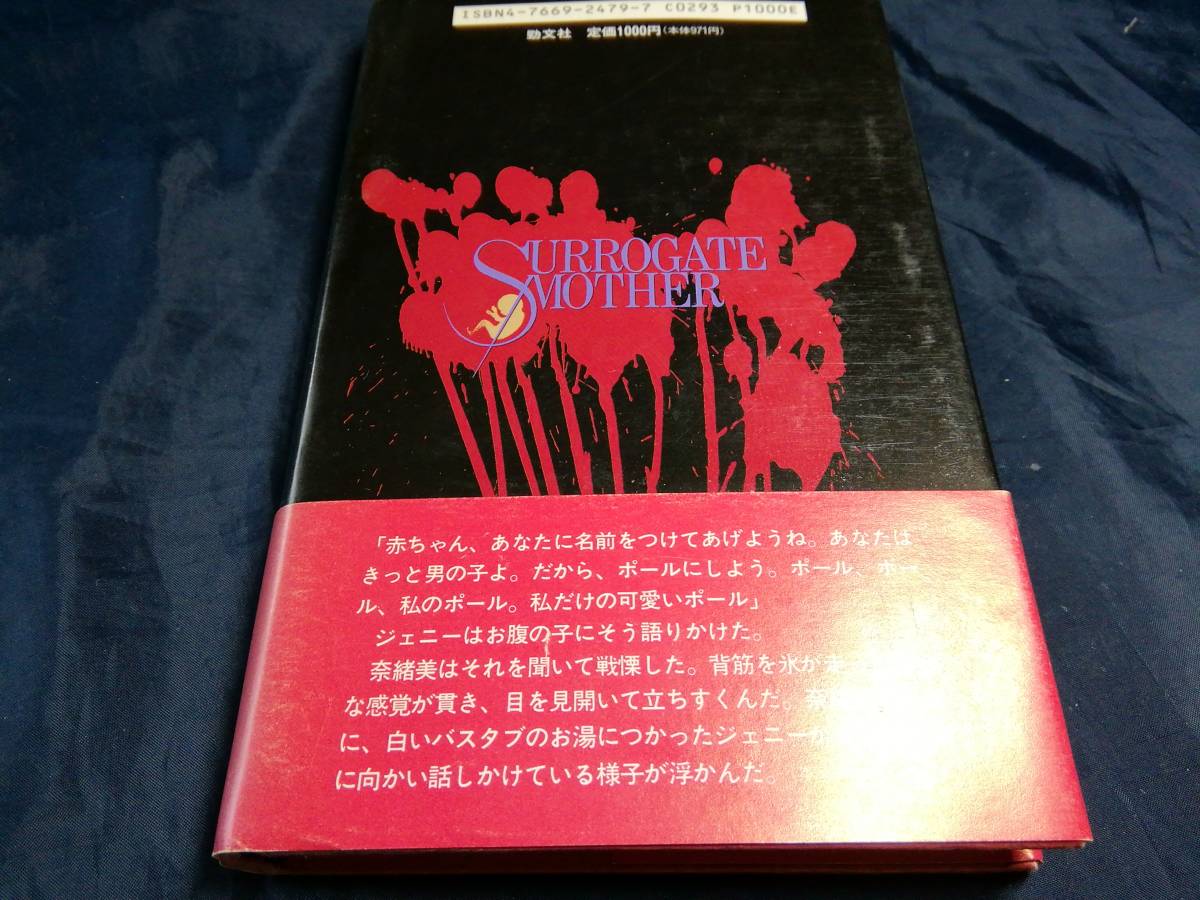 ISBN4-7669-2479-7 C0293 P1000E
勁文社 定価1000円(本体971円)
SURROGATE
MOTHER
「赤ちゃん、あなたに名前をつけてあげようね。あなたは
きっと男の子よ。だから、ポールにしよう。ポール、ポー
ル、私のポール。私だけの可愛いポール」
ジェニーはお腹の子にそう語りかけた。
奈緒美はそれを聞いて戦慄した。背筋を氷が走
な感覚が貫き、目を見開いて立ちすくんだ。
に、白いバスタブのお湯につかったジェニーが
に向かい話しかけている様子が浮かんだ。